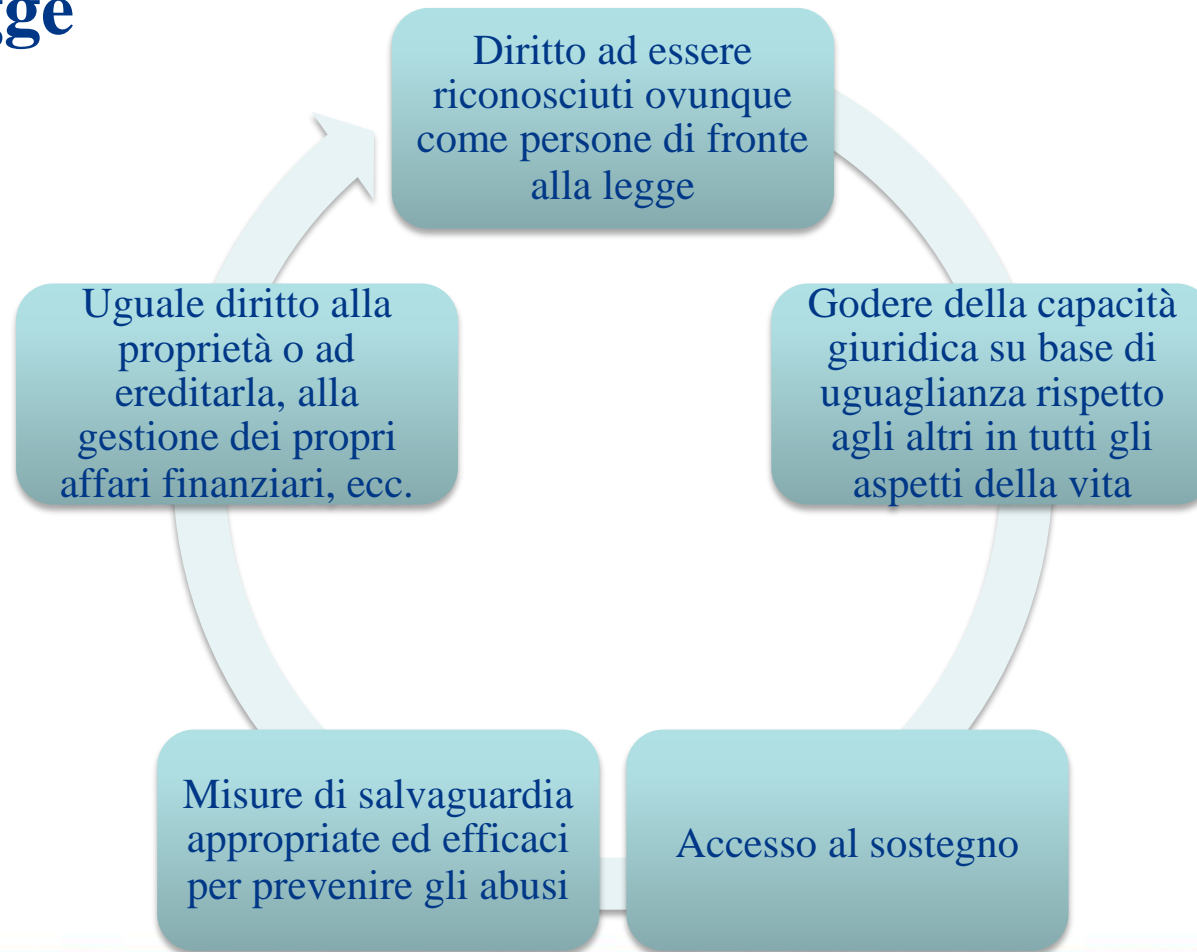 Diritto ad essere
riconosciuti ovunque
come persone di fronte
alla legge
Godere della capacità
giuridica su base di
uguaglianza rispetto
agli altri in tutti gli
aspetti della vita
Accesso al sostegno
Misure di salvaguardia
appropriate ed efficaci
per prevenire gli abusi
Uguale diritto alla
proprietà o ad
ereditarla, alla
gestione dei propri
affari finanziari, ecc.